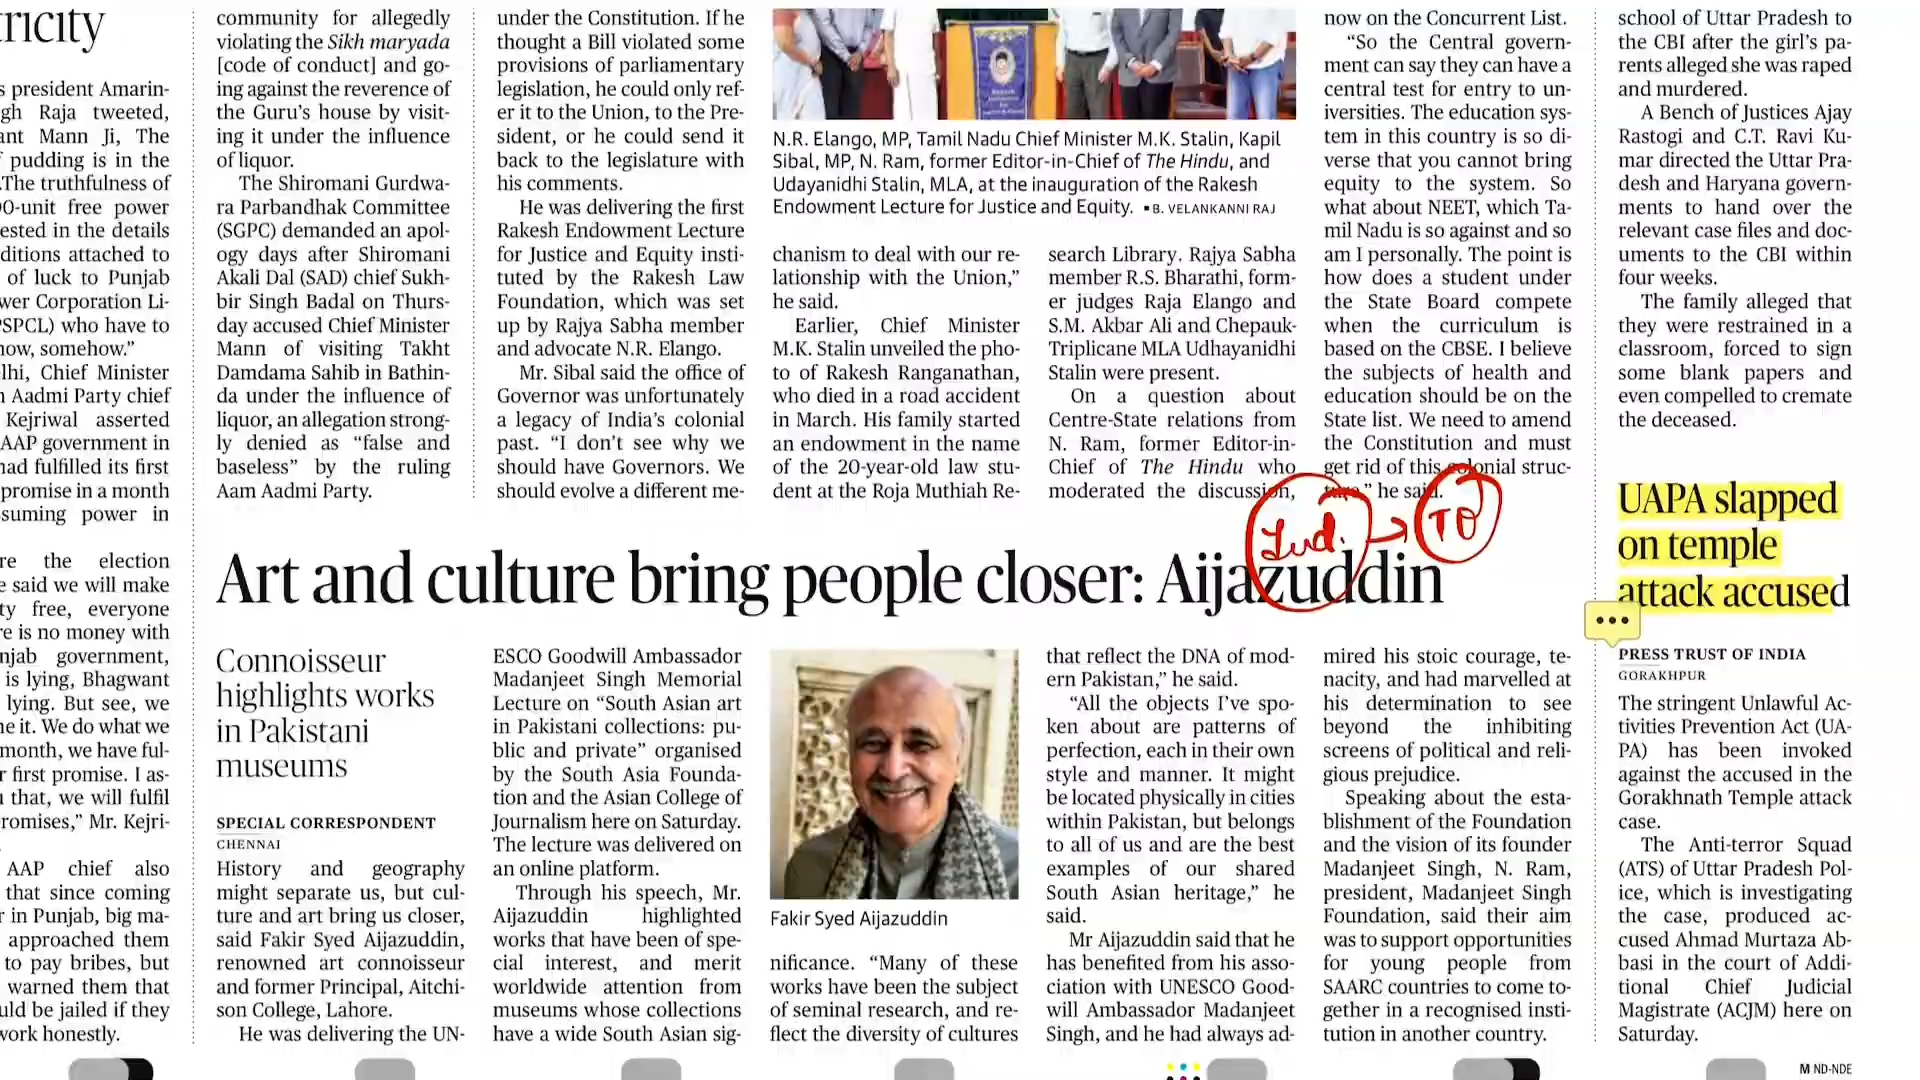 ricity
s president Amarin-
gh Raja tweeted,
ant Mann Ji, The
pudding is in the
.The truthfulness of
00-unit free power
ested in the details
ditions attached to
of luck to Punjab
wer Corporation Li-
PSPCL) who have to
now, somehow.”
lhi, Chief Minister
Aadmi Party chief
Kejriwal asserted
AAP government in
had fulfilled its first
promise in a month
suming power in
re the election
e said we will make
ty free, everyone
re is no money with
njab government,
is lying, Bhagwant
lying. But see, we
ne it. We do what we
month, we have ful-
r first promise. I as-
that, we will fulfil
romises,” Mr. Kejri-
AAP chief also
that since coming
r in Punjab, big ma-
approached them
to pay bribes, but
warned them that
uld be jailed if they
work honestly.
community for allegedly
violating the Sikh maryada
[code of conduct] and go-
ing against the reverence of
the Guru’s house by visit-
ing it under the influence
of liquor.
The Shiromani Gurdwa-
ra Parbandhak Committee
(SGPC) demanded an apol-
ogy days after Shiromani
Akali Dal (SAD) chief Sukh-
bir Singh Badal on Thurs-
day accused Chief Minister
Mann of visiting Takht
Damdama Sahib in Bathin-
da under the influence of
liquor, an allegation strong-
ly denied as “false and
baseless” by the ruling
Aam Aadmi Party.
under the Constitution. If he
thought a Bill violated some
provisions of parliamentary
legislation, he could only ref-
er it to the Union, to the Pre-
sident, or he could send it
back to the legislature with
his comments.
He was delivering the first
Rakesh Endowment Lecture
for Justice and Equity insti-
tuted by the Rakesh Law
Foundation, which was set
up by Rajya Sabha member
and advocate N.R. Elango.
Mr. Sibal said the office of
Governor was unfortunately
a legacy of India’s colonial
past. “I don’t see why we
should have Governors. We
should evolve a different me-
N.R. Elango, MP, Tamil Nadu Chief Minister M.K. Stalin, Kapil
Sibal, MP, N. Ram, former Editor-in-Chief of The Hindu, and
Udayanidhi Stalin, MLA, at the inauguration of the Rakesh
Endowment Lecture for Justice and Equity. ▪ B. VELANKANNI RAJ
chanism to deal with our re-
lationship with the Union,”
he said.
Earlier, Chief Minister
M.K. Stalin unveiled the pho-
to of Rakesh Ranganathan,
who died in a road accident
in March. His family started
an endowment in the name
of the 20-year-old law stu-
dent at the Roja Muthiah Re-
search Library. Rajya Sabha
member R.S. Bharathi, form-
er judges Raja Elango and
S.M. Akbar Ali and Chepauk-
Triplicane MLA Udhayanidhi
Stalin were present.
On a question about
Centre-State relations from
N. Ram, former Editor-in-
Chief of The Hindu who
moderated the discussion,
now on the Concurrent List.
“So the Central govern-
ment can say they can have a
central test for entry to un-
iversities. The education sys-
tem in this country is so di-
verse that you cannot bring
equity to the system. So
what about NEET, which Ta-
mil Nadu is so against and so
am I personally. The point is
how does a student under
the State Board compete
when the curriculum is
based on the CBSE. I believe
the subjects of health and
education should be on the
State list. We need to amend
the Constitution and must
get rid of this colonial struc-
ture,” he said.
school of Uttar Pradesh to
the CBI after the girl’s pa-
rents alleged she was raped
and murdered.
A Bench of Justices Ajay
Rastogi and C.T. Ravi Ku-
mar directed the Uttar Pra-
desh and Haryana govern-
ments to hand over the
relevant case files and doc-
uments to the CBI within
four weeks.
The family alleged that
they were restrained in a
classroom, forced to sign
some blank papers and
even compelled to cremate
the deceased.
TO
Art and culture bring people closer: Aijazuddin
Connoisseur
highlights works
in Pakistani
museums
SPECIAL CORRESPONDENT
CHENNAI
History and geography
might separate us, but cul-
ture and art bring us closer,
said Fakir Syed Aijazuddin,
renowned art connoisseur
and former Principal, Aitchi-
son College, Lahore.
He was delivering the UN-
ESCO Goodwill Ambassador
Madanjeet Singh Memorial
Lecture on “South Asian art
in Pakistani collections: pu-
blic and private” organised
by the South Asia Founda-
tion and the Asian College of
Journalism here on Saturday.
The lecture was delivered on
an online platform.
Through his speech, Mr.
Aijazuddin highlighted
works that have been of spe-
cial interest, and merit
worldwide attention from
museums whose collections
have a wide South Asian sig-
Fakir Syed Aijazuddin
nificance. “Many of these
works have been the subject
of seminal research, and re-
flect the diversity of cultures
that reflect the DNA of mod-
ern Pakistan,” he said.
“All the objects I’ve spo-
ken about are patterns of
perfection, each in their own
style and manner. It might
be located physically in cities
within Pakistan, but belongs
to all of us and are the best
examples of our shared
South Asian heritage,” he
said.
Mr Aijazuddin said that he
has benefited from his asso-
ciation with UNESCO Good-
will Ambassador Madanjeet
Singh, and he had always ad-
mired his stoic courage, te-
nacity, and had marvelled at
his determination to see
beyond the inhibiting
screens of political and reli-
gious prejudice.
Speaking about the esta-
blishment of the Foundation
and the vision of its founder
Madanjeet Singh, N. Ram,
president, Madanjeet Singh
Foundation, said their aim
was to support opportunities
for young people from
SAARC countries to come to-
gether in a recognised insti-
tution in another country.
UAPA slapped
on temple
attack accused
PRESS TRUST OF INDIA
GORAKHPUR
The stringent Unlawful Ac-
tivities Prevention Act (UA-
PA) has been invoked
against the accused in the
Gorakhnath Temple attack
case.
The Anti-terror Squad
(ATS) of Uttar Pradesh Pol-
ice, which is investigating
the case, produced ac-
cused Ahmad Murtaza Ab-
basi in the court of Addi-
tional Chief Judicial
Magistrate (ACJM) here on
Saturday.
M ND-NDE